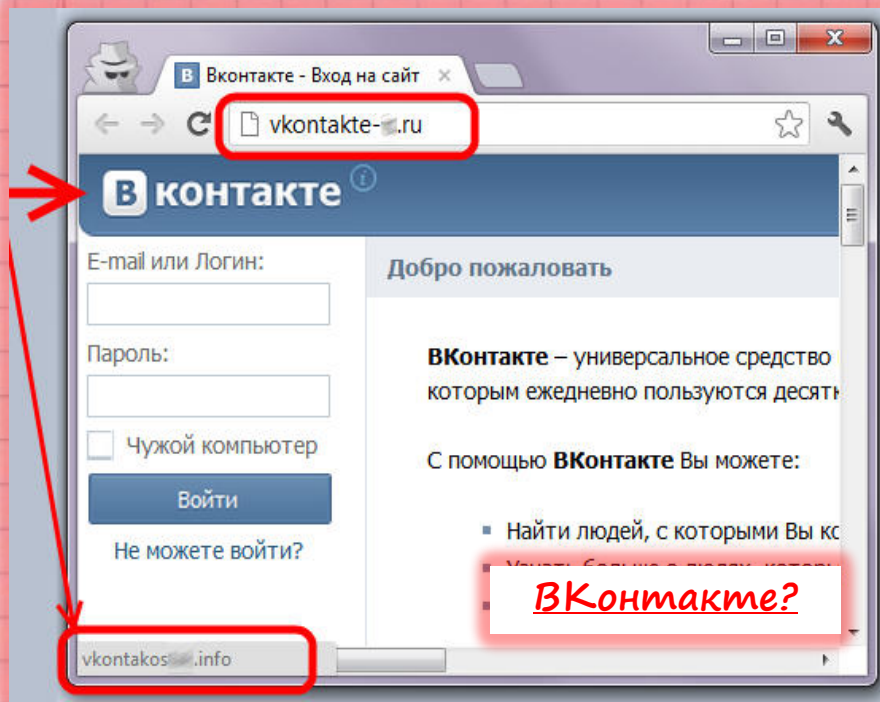 В Вконтакте - Вход на сайт
vkontakte-.ru
В контакте
E-mail или Логин:
Пароль:
Чужой компьютер
Войти
Не можете войти?
Добро пожаловать
ВКонтакте – универсальное средство
которым ежедневно пользуются десятк
С помощью ВКонтакте Вы можете:
Найти людей, с которыми Вы кс
ВКонтакте?
vkontakos.info